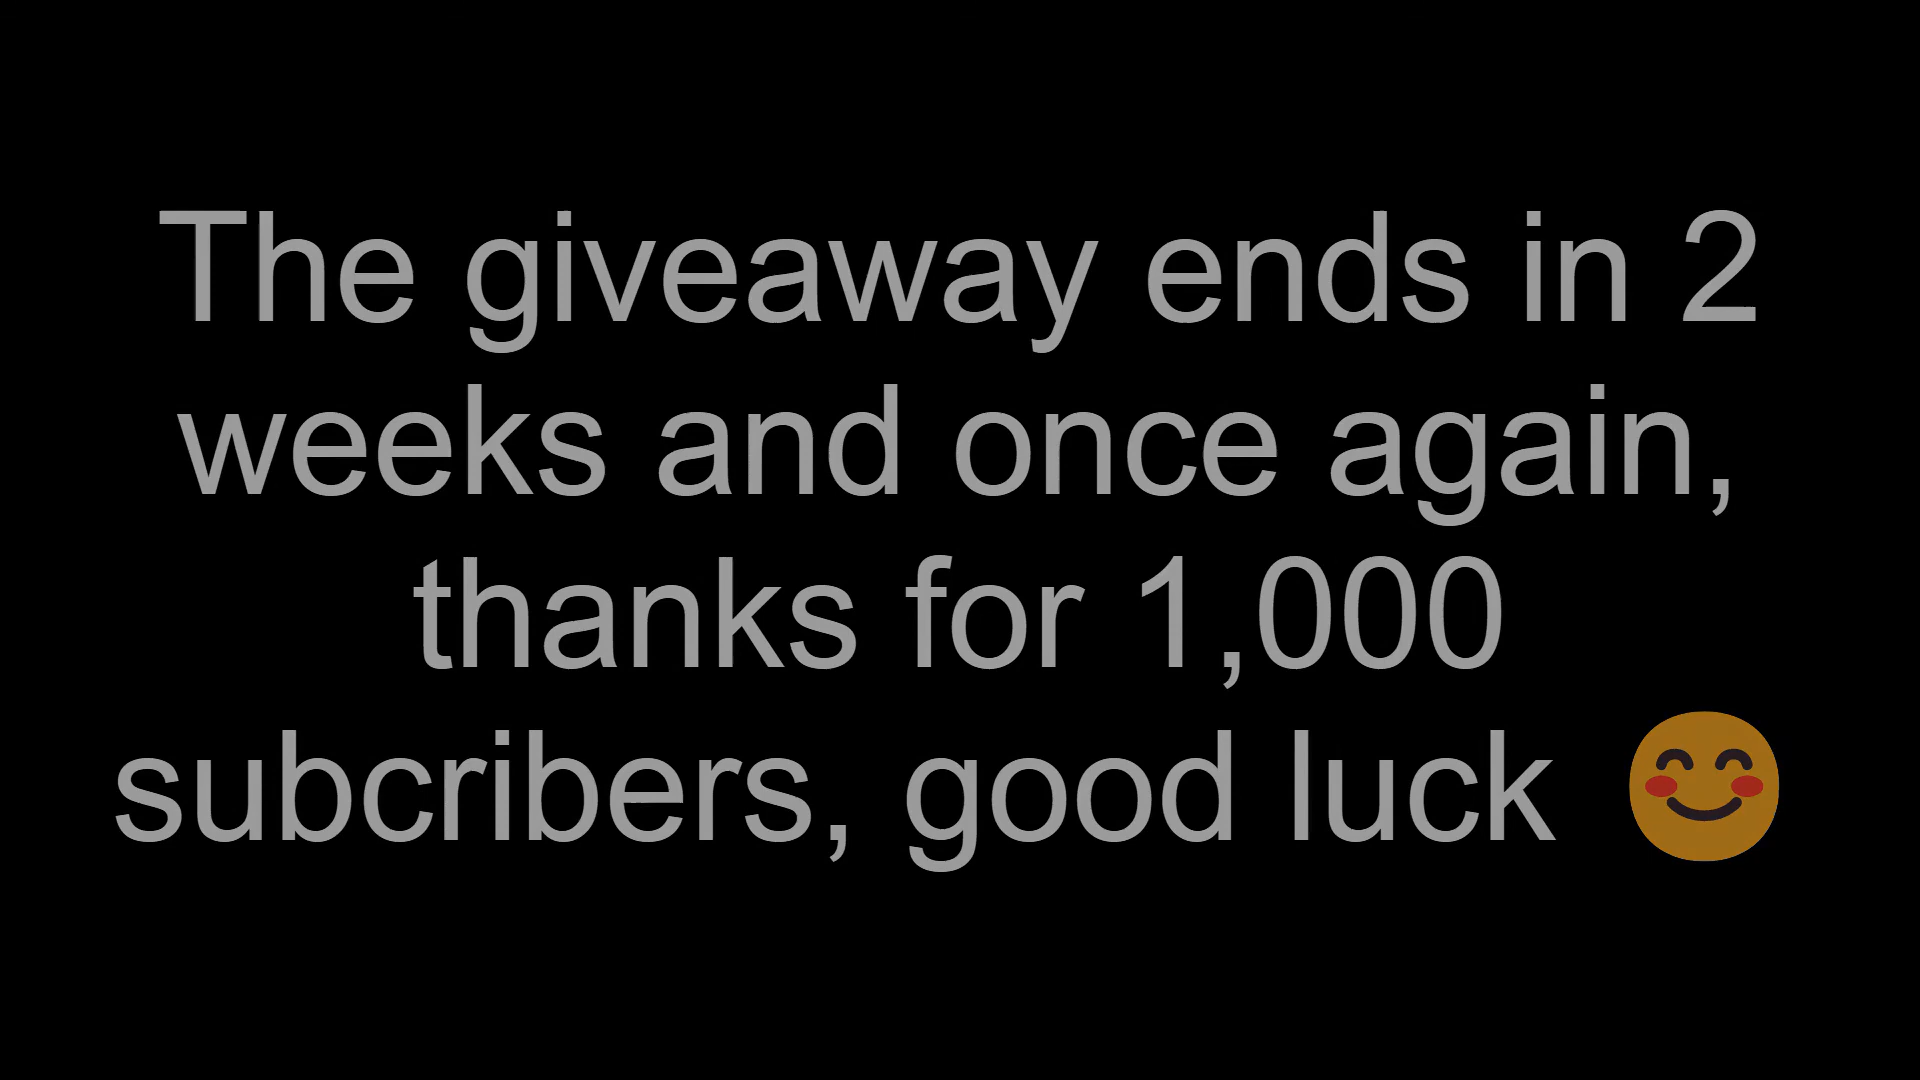 The giveaway ends in 2
weeks and once again,
thanks for 1,000
subcribers, good luck 😊